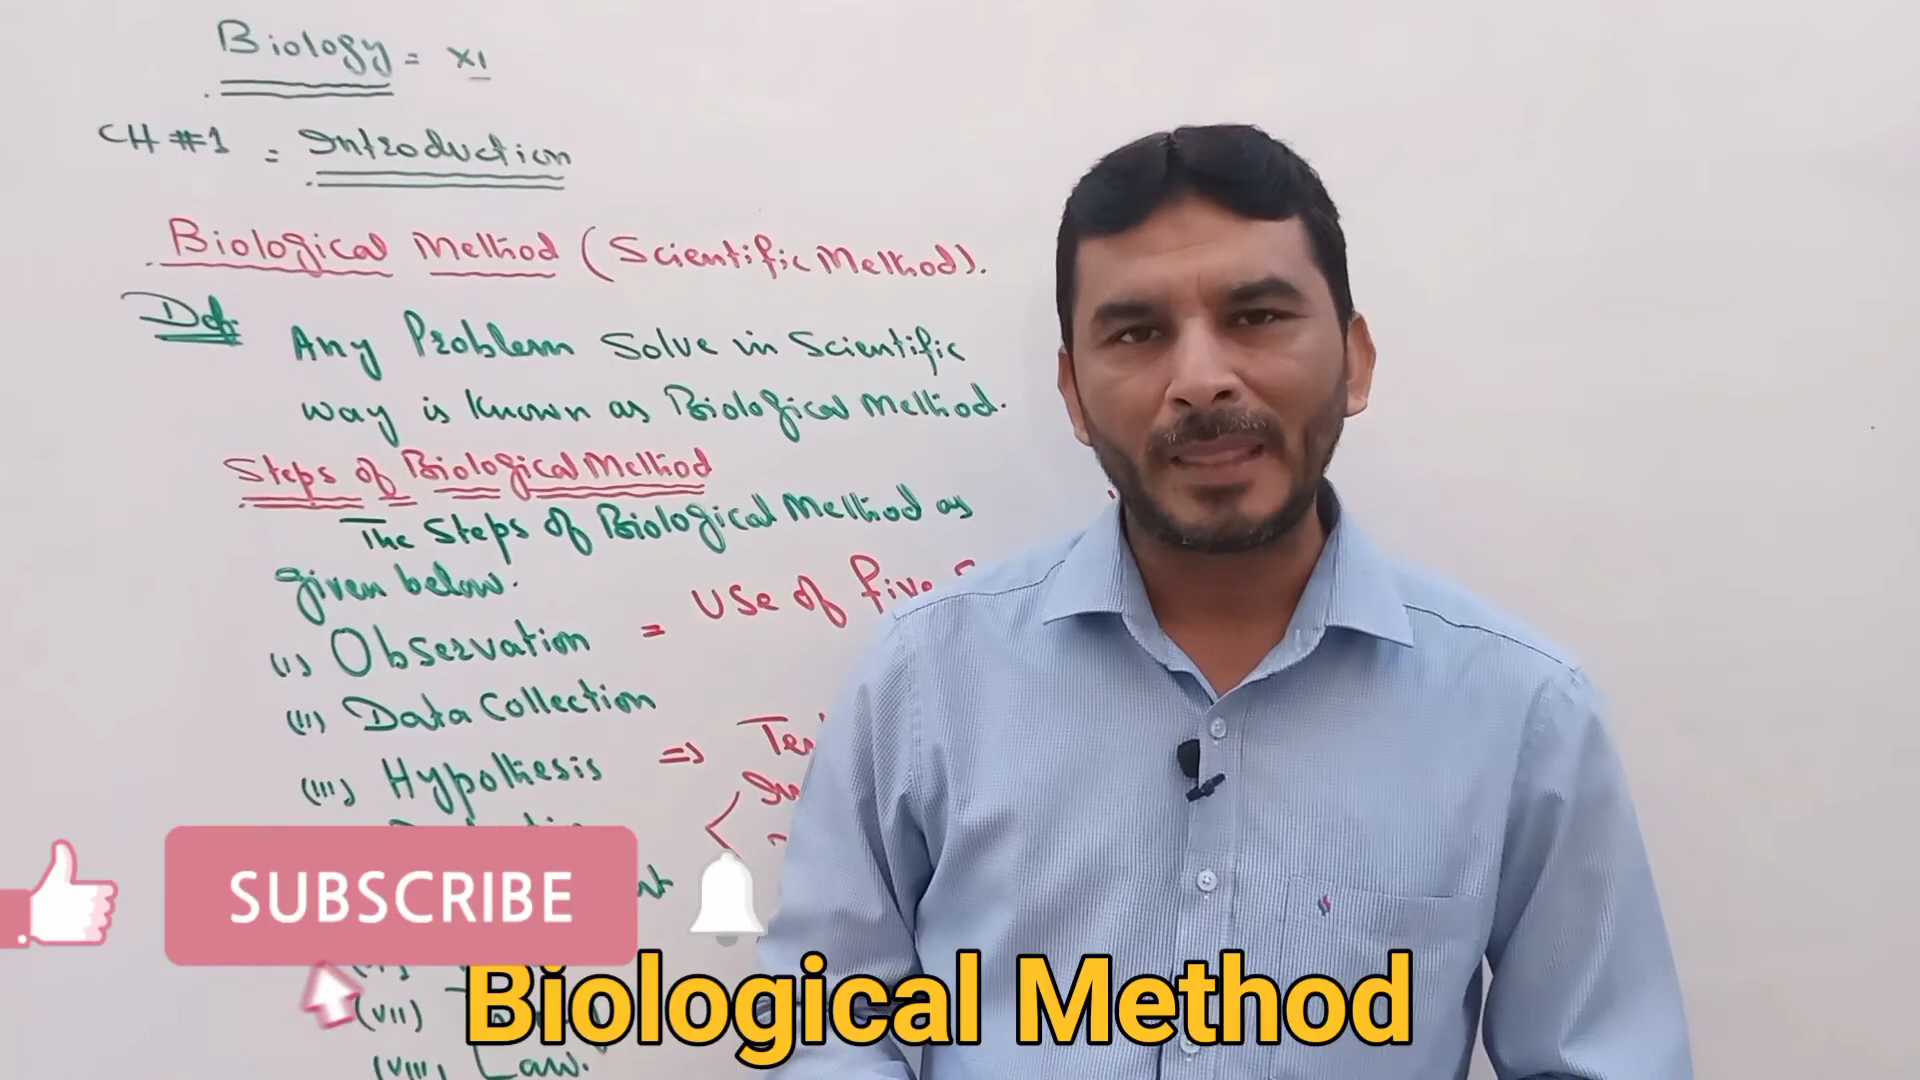 Biology = XI
CH #1 = Introduction
Biological Method (Scientific Method).
Def: Any Problem Solve in Scientific
way is Known as Biological Method.
Steps of Biological Method
The Steps of Biological Method as
given below.
(i) Observation = Use of five
(ii) Data Collection
(iii) Hypothesis =>
SUBSCRIBE
Biological Method
(vii)
(viii) Law.